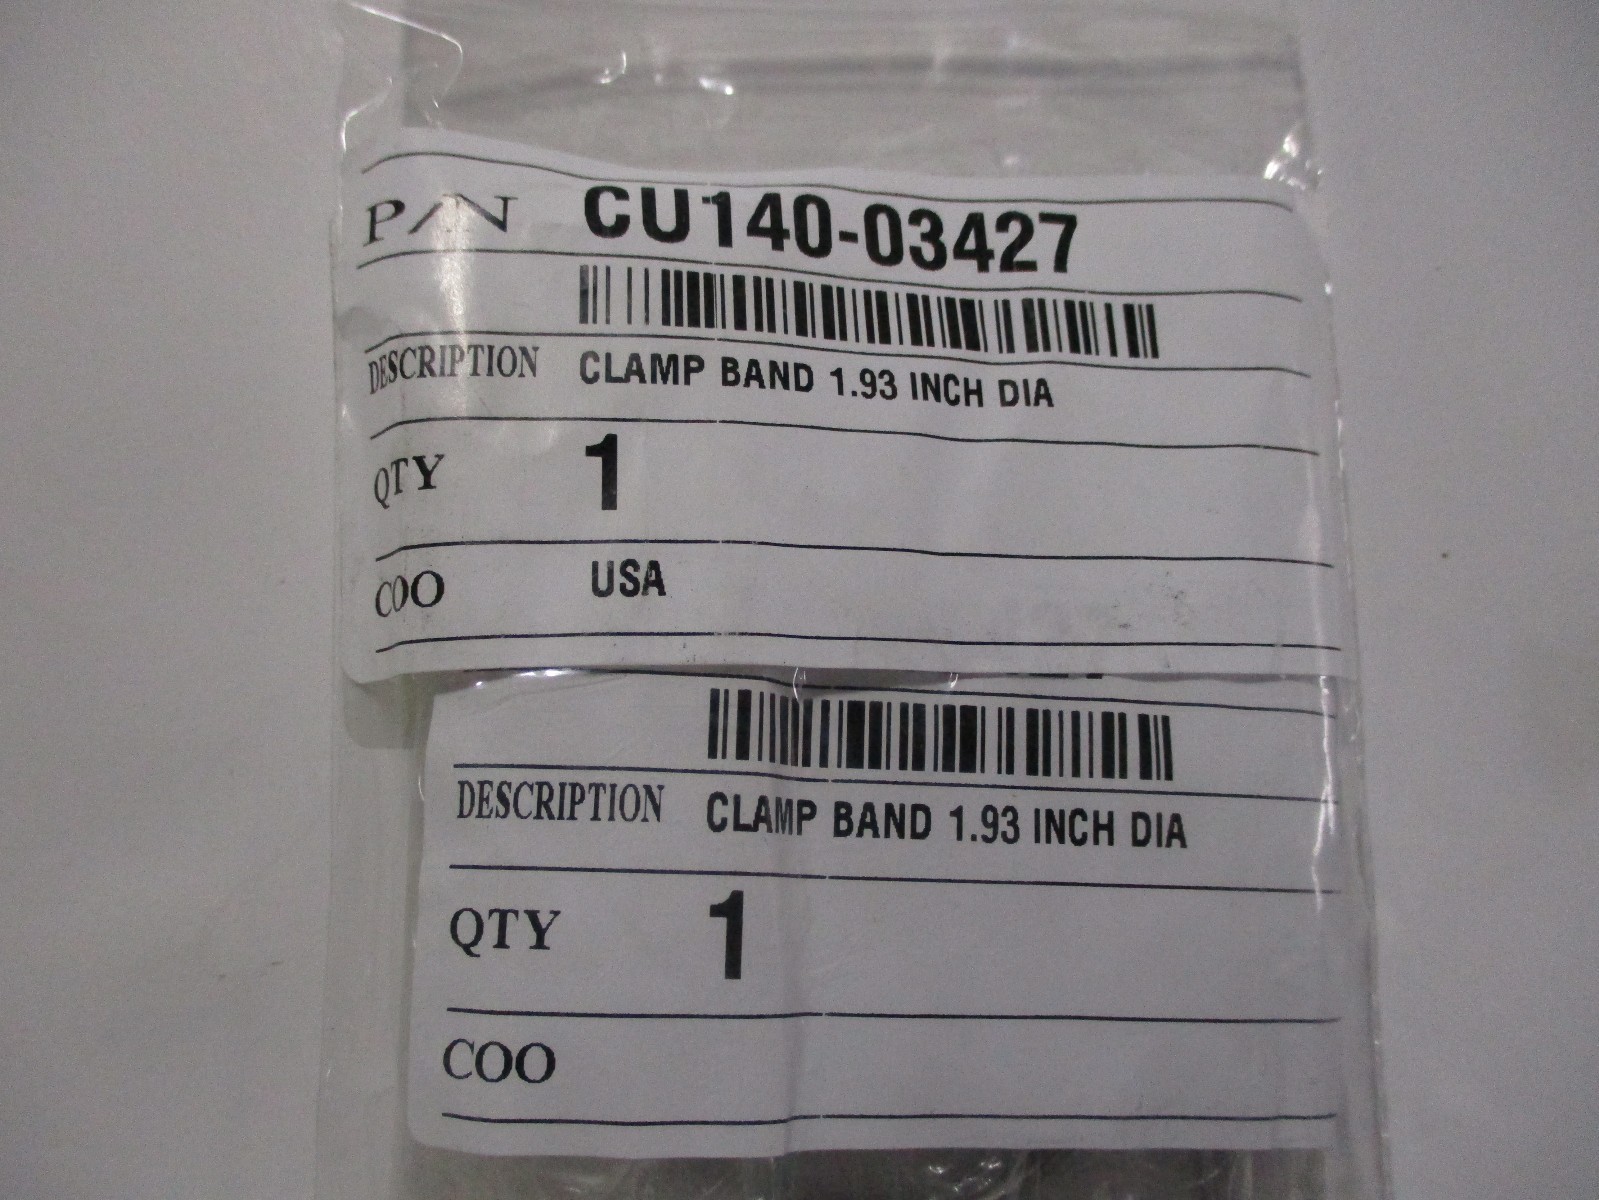 P/N CU140-03427
DESCRIPTION CLAMP BAND 1.93 INCH DIA
QTY 1
COO USA
DESCRIPTION CLAMP BAND 1.93 INCH DIA
QTY 1
COO